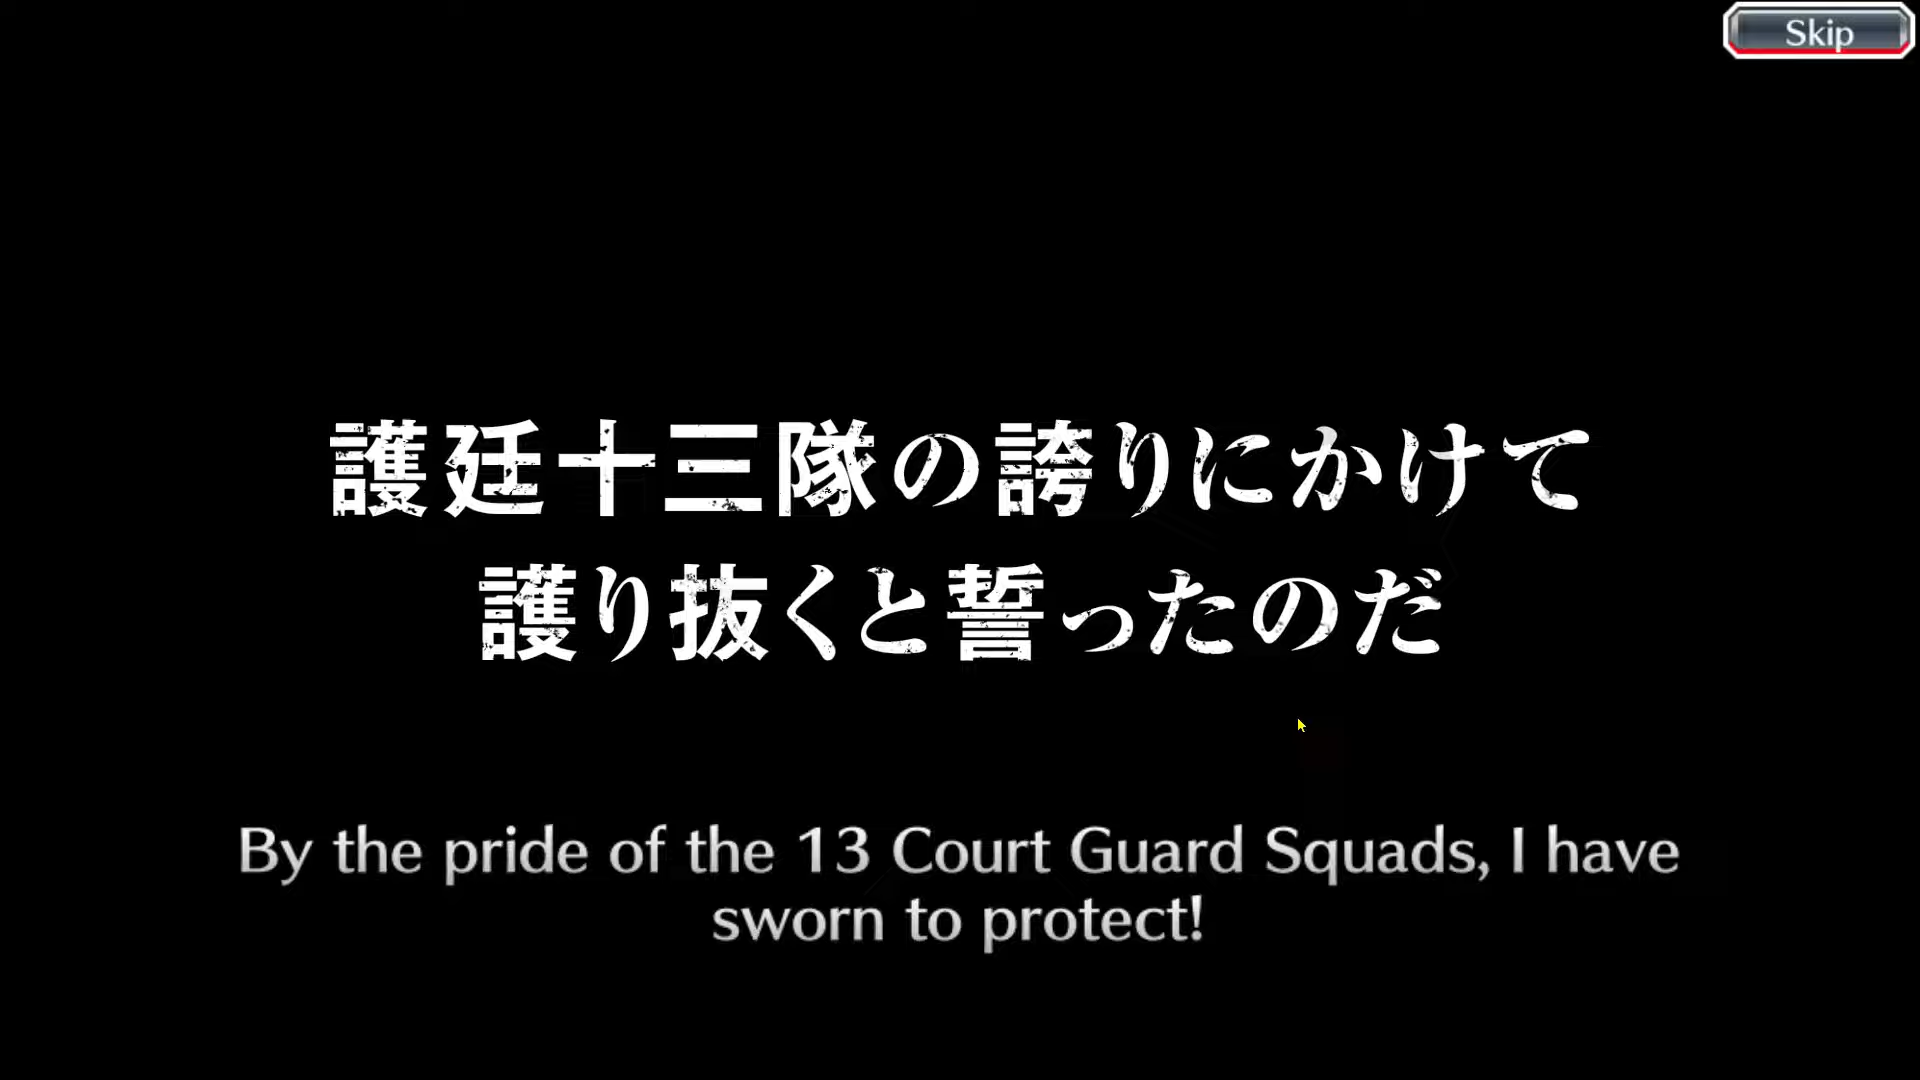 Skip
護廷十三隊の誇りにかけて
護り抜くと誓ったのだ
By the pride of the 13 Court Guard Squads, I have
sworn to protect!